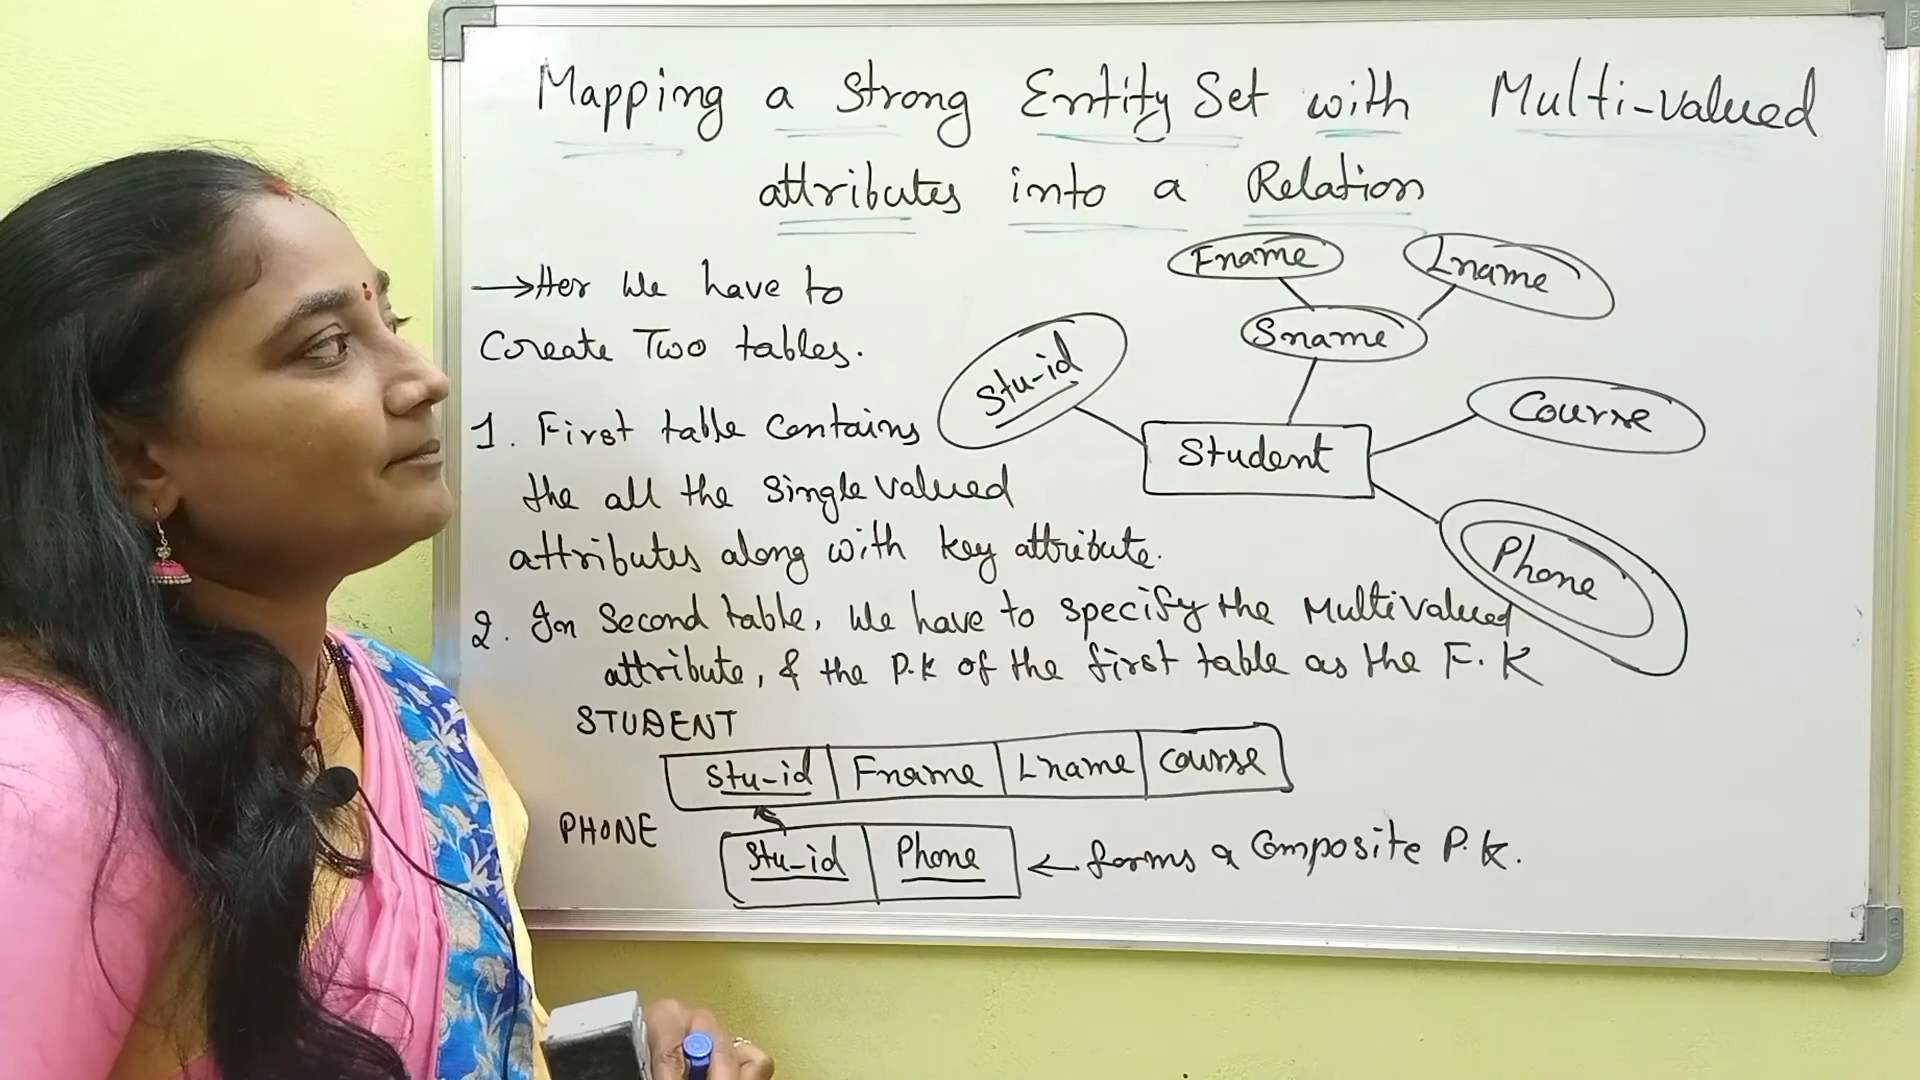 Mapping a Strong Entity Set with Multi-valued
attributes into a Relation
→Her We have to
Create Two tables.
1. First table Contains
the all the Single valued
attributes along with key attribute.
2. In Second table, We have to specify the Multivalued
attribute, & the P.K of the first table as the F.K
Fname
Lname
Sname
Stu-id
Course
Student
Phone
STUDENT
Stu-id Fname Lname Course
PHONE
Stu-id Phone ← forms a Composite P.K.